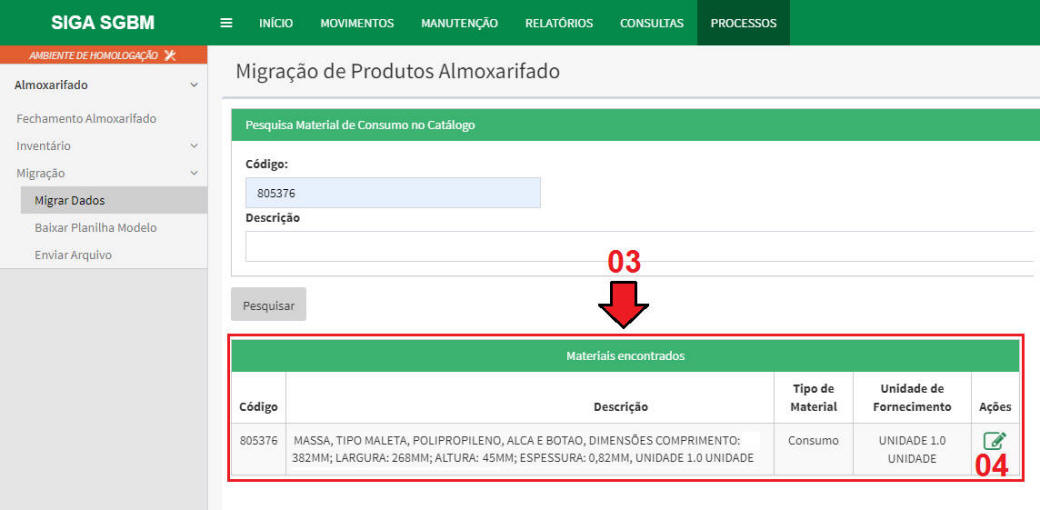 SIGA SGBM
INÍCIO MOVIMENTOS MANUTENÇÃO RELATÓRIOS CONSULTAS PROCESSOS
AMBIENTE DE HOMOLOGAÇÃO
Almoxarifado
Fechamento Almoxarifado
Inventário
Migração
Migrar Dados
Baixar Planilha Modelo
Enviar Arquivo
Migração de Produtos Almoxarifado
Pesquisa Material de Consumo no Catálogo
Código:
805376
Descrição
03
Pesquisar
Materiais encontrados
Código Descrição Tipo de Material Unidade de Fornecimento Ações
805376 MASSA, TIPO MALETA, POLIPROPILENO, ALCA E BOTAO, DIMENSÕES COMPRIMENTO:
382MM; LARGURA: 268MM; ALTURA: 45MM; ESPESSURA: 0,82MM, UNIDADE 1.0 UNIDADE
Consumo
UNIDADE 1.0
UNIDADE
04